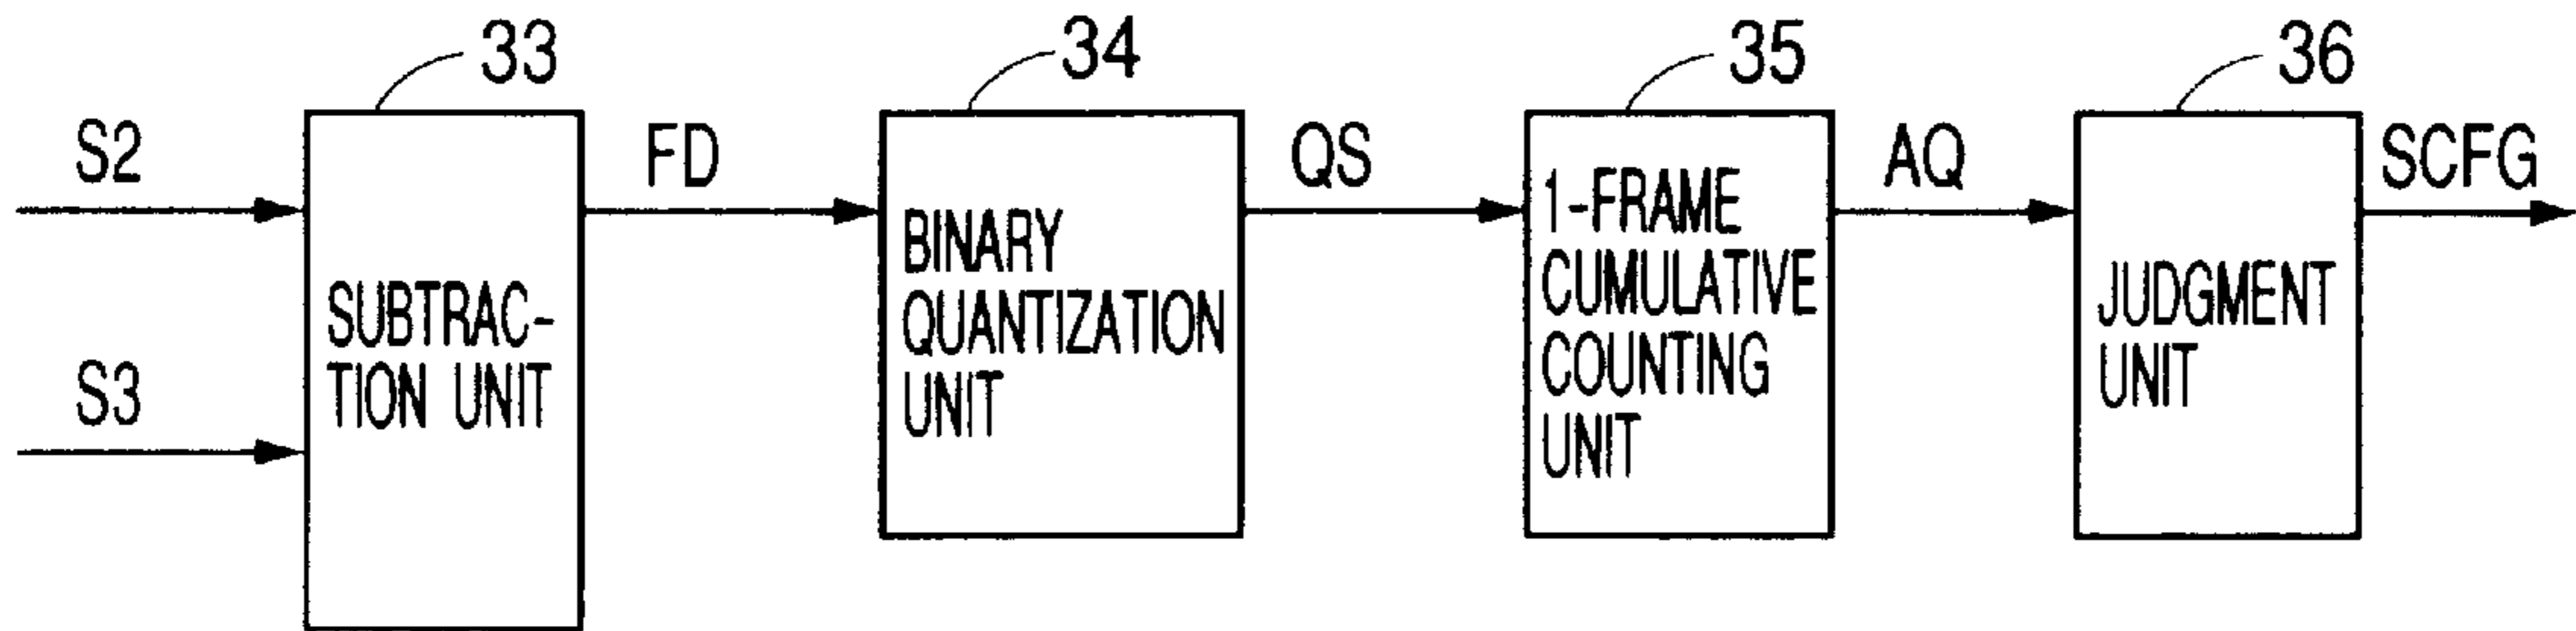 33
34
35
36
S2
FD
QS
AQ
SCFG
S3
SUBTRAC-
TION UNIT
BINARY
QUANTIZATION
UNIT
1-FRAME
CUMULATIVE
COUNTING
UNIT
JUDGMENT
UNIT